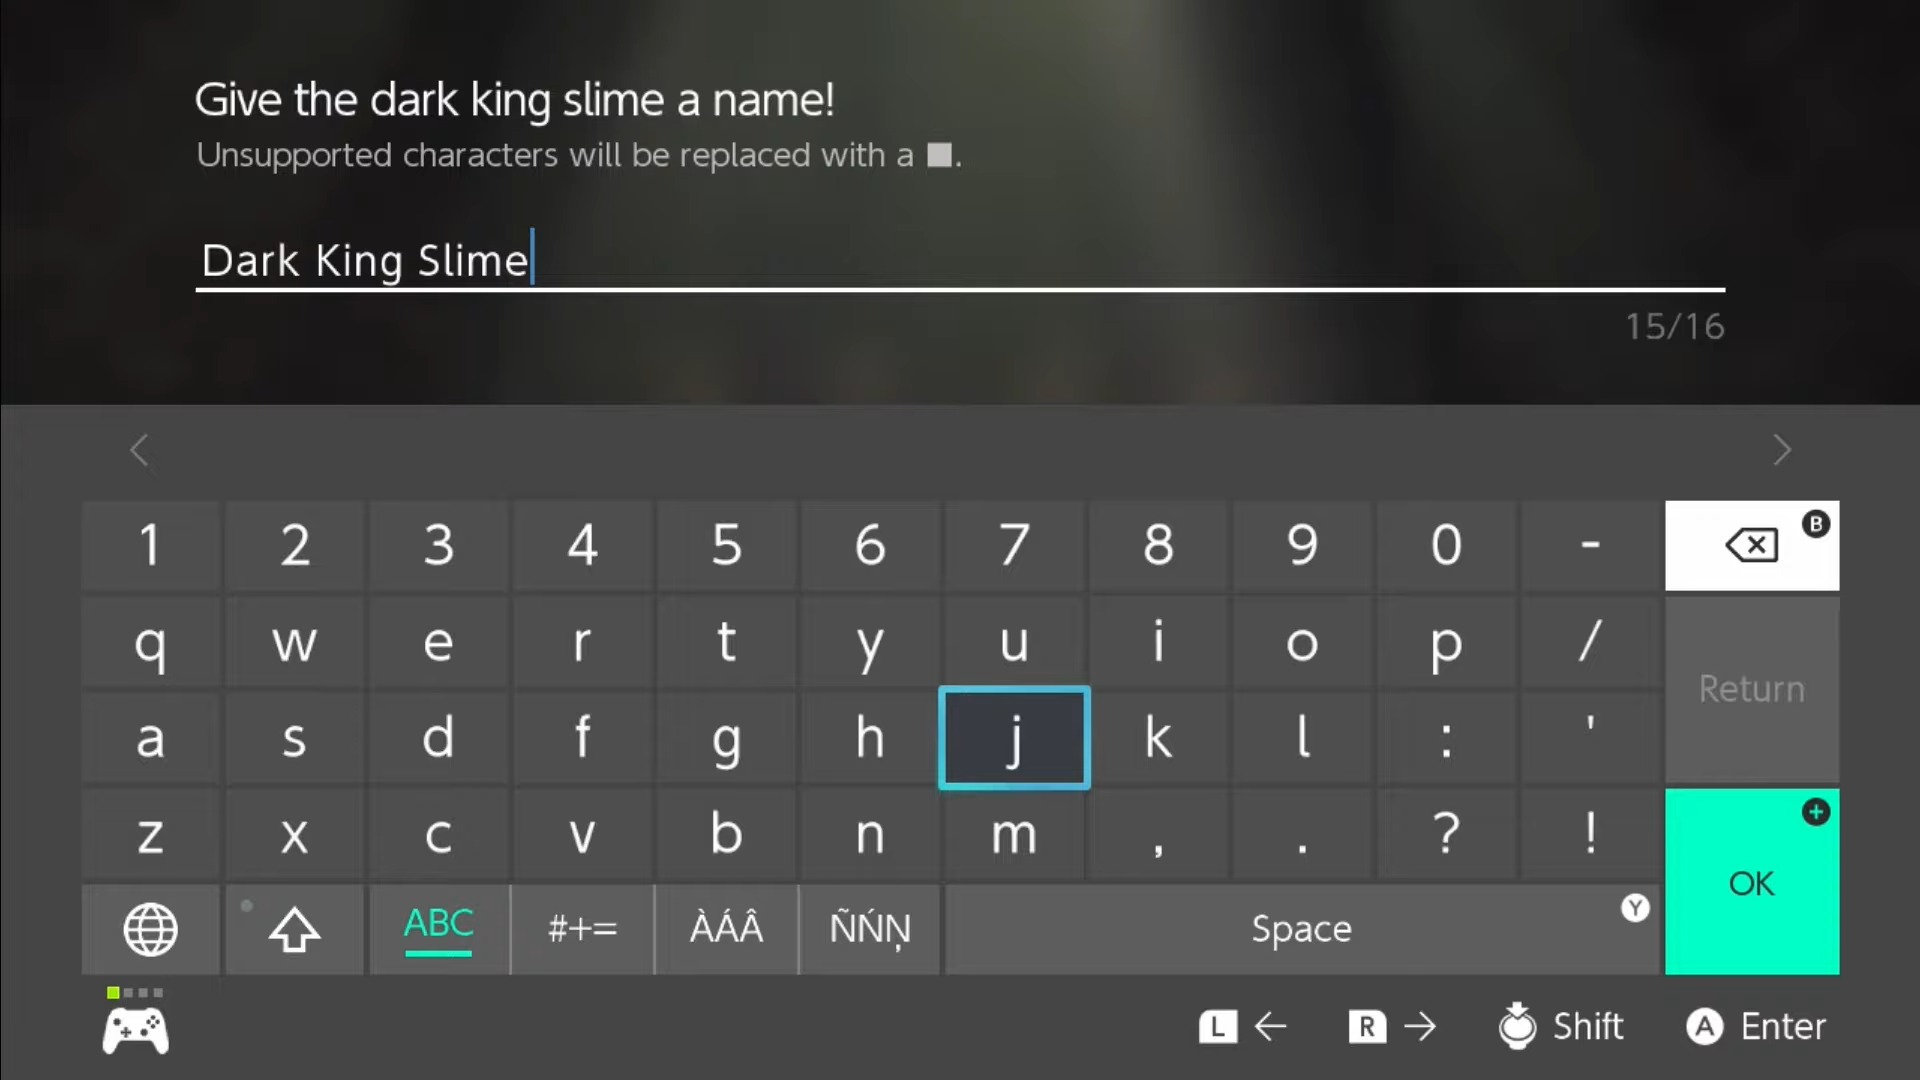 Give the dark king slime a name!
Unsupported characters will be replaced with a ■.
Dark King Slime
15/16
1 2 3 4 5 6 7 8 9 0 - B
q w e r t y u i o p / Return
a s d f g h j k l : '
z x c v b n m , . ? ! + OK
ABC #+= ÀÁÂ ÑŃŅ Space Y
L ← R → Shift A Enter